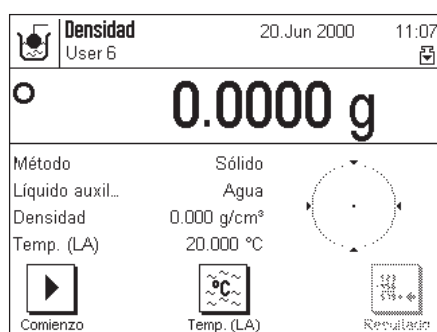 Densidad 20.Jun 2000 11:07
User 6
0.0000 g
Método Sólido
Líquido auxil... Agua
Densidad 0.000 g/cm³
Temp. (LA) 20.000 °C
°C
Comienzo Temp. (LA) Resultado